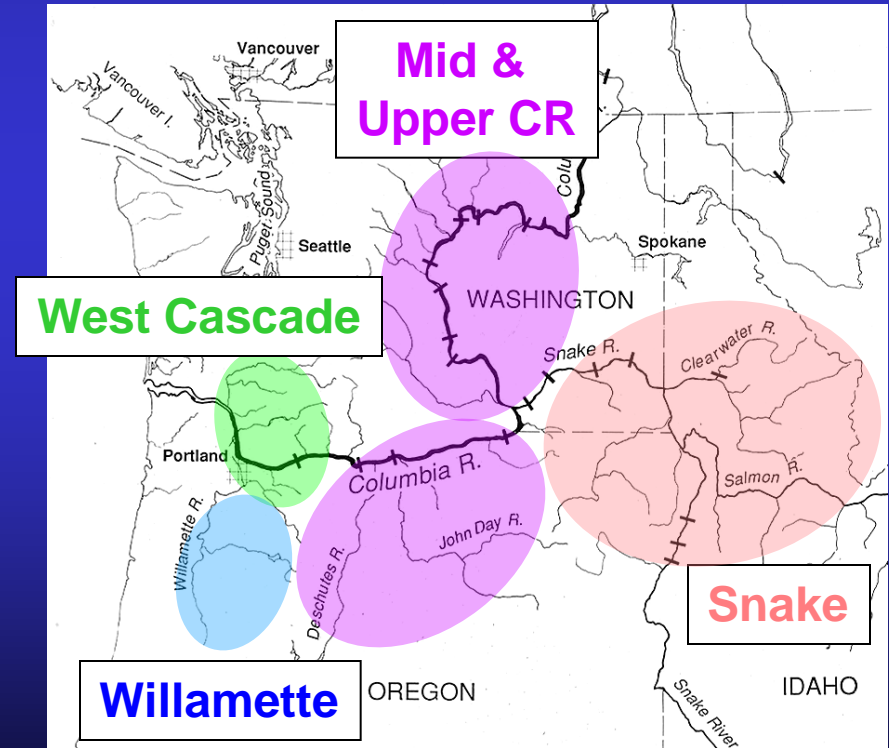 Vancouver
Mid &
Upper CR
Vancouver I.
Puget Sound
Seattle
Spokane
WASHINGTON
West Cascade
Snake R.
Clearwater R.
Portland
Columbia R.
Salmon R.
Willamette R.
John Day R.
Deschutes R.
Snake
Willamette
OREGON
IDAHO
Snake River